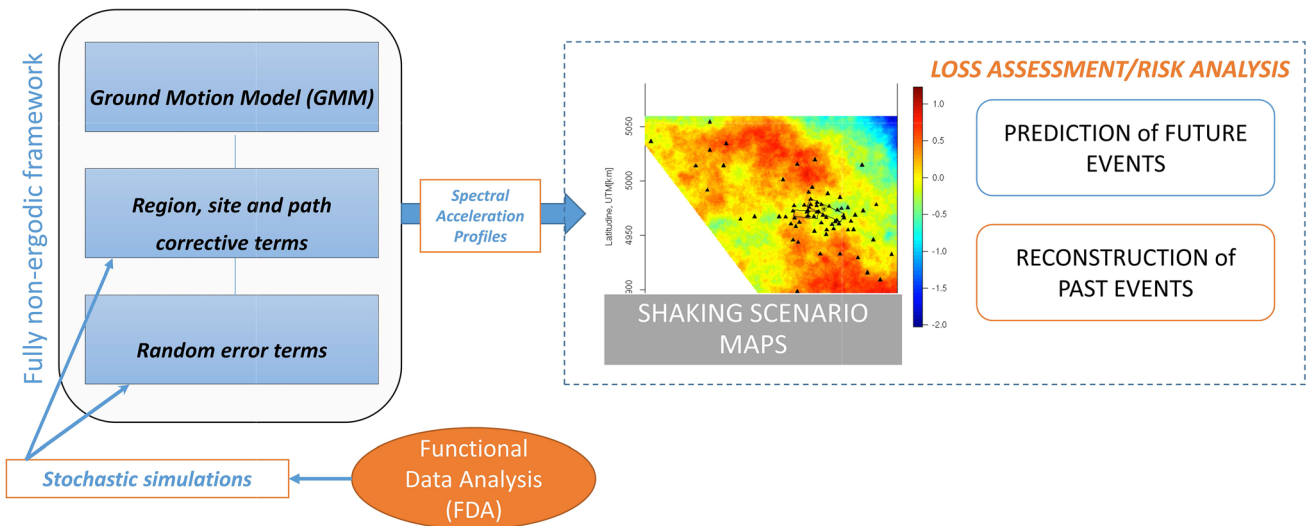 Fully non-ergodic framework
Ground Motion Model (GMM)
Region, site and path
corrective terms
Random error terms
Stochastic simulations
Functional
Data Analysis
(FDA)
Spectral
Acceleration
Profiles
LOSS ASSESSMENT/RISK ANALYSIS
Latitudine, UTM[km]
5050
5000
4950
900
SHAKING SCENARIO
MAPS
1.0
0.5
0.0
-0.5
-1.0
-1.5
-2.0
PREDICTION of FUTURE
EVENTS
RECONSTRUCTION of
PAST EVENTS